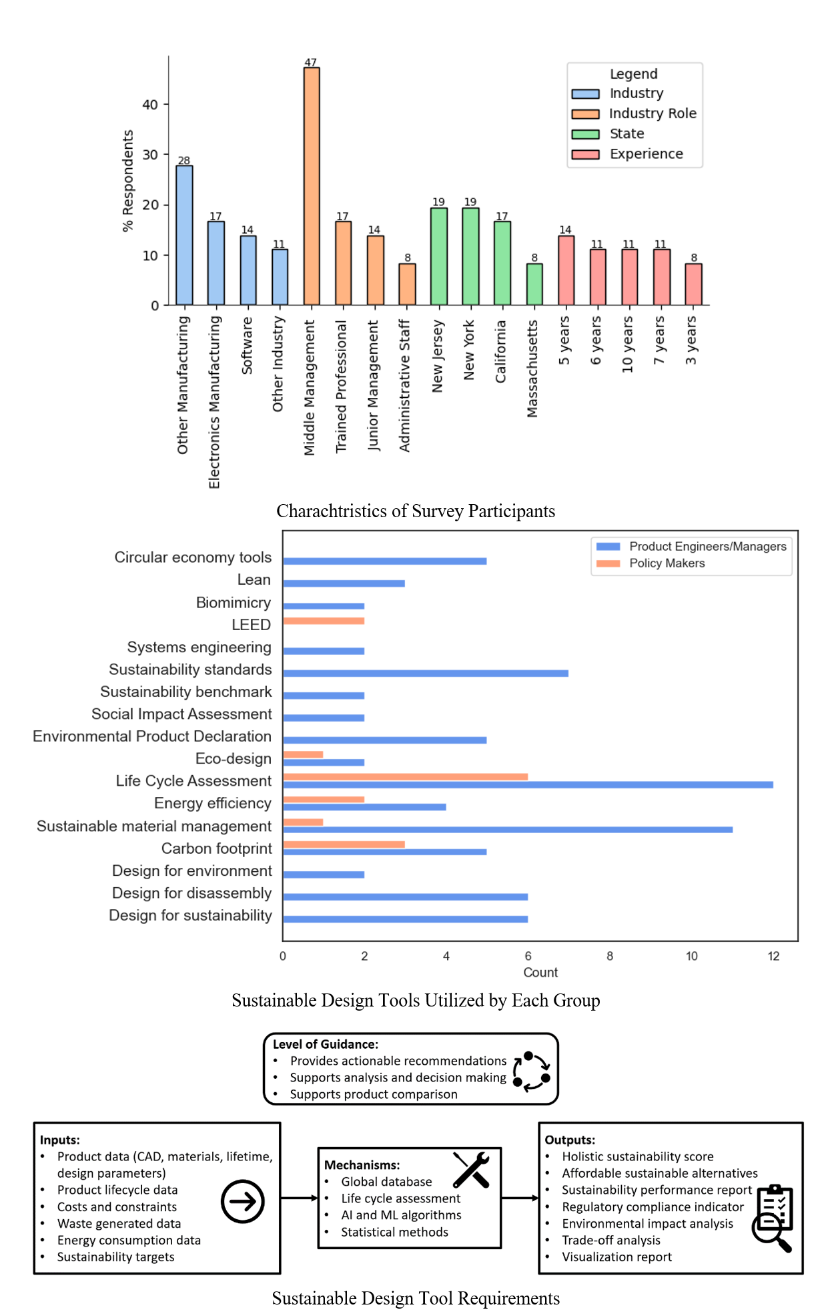 Legend
Industry
Industry Role
State
Experience
% Respondents
40
30
20
10
0
28
17
14
11
47
17
14
8
19
19
17
8
14
11
11
11
8
Other Manufacturing
Electronics Manufacturing
Software
Other Industry
Middle Management
Trained Professional
Junior Management
Administrative Staff
New Jersey
New York
California
Massachusetts
5 years
6 years
10 years
7 years
3 years
Charachtristics of Survey Participants
Product Engineers/Managers
Policy Makers
Circular economy tools
Lean
Biomimicry
LEED
Systems engineering
Sustainability standards
Sustainability benchmark
Social Impact Assessment
Environmental Product Declaration
Eco-design
Life Cycle Assessment
Energy efficiency
Sustainable material management
Carbon footprint
Design for environment
Design for disassembly
Design for sustainability
0 2 4 6 8 10 12
Count
Sustainable Design Tools Utilized by Each Group
Level of Guidance:
• Provides actionable recommendations
• Supports analysis and decision making
• Supports product comparison
Inputs:
• Product data (CAD, materials, lifetime,
design parameters)
• Product lifecycle data
• Costs and constraints
• Waste generated data
• Energy consumption data
• Sustainability targets
Mechanisms:
• Global database
• Life cycle assessment
• AI and ML algorithms
• Statistical methods
Outputs:
• Holistic sustainability score
• Affordable sustainable alternatives
• Sustainability performance report
• Regulatory compliance indicator
• Environmental impact analysis
• Trade-off analysis
• Visualization report
Sustainable Design Tool Requirements